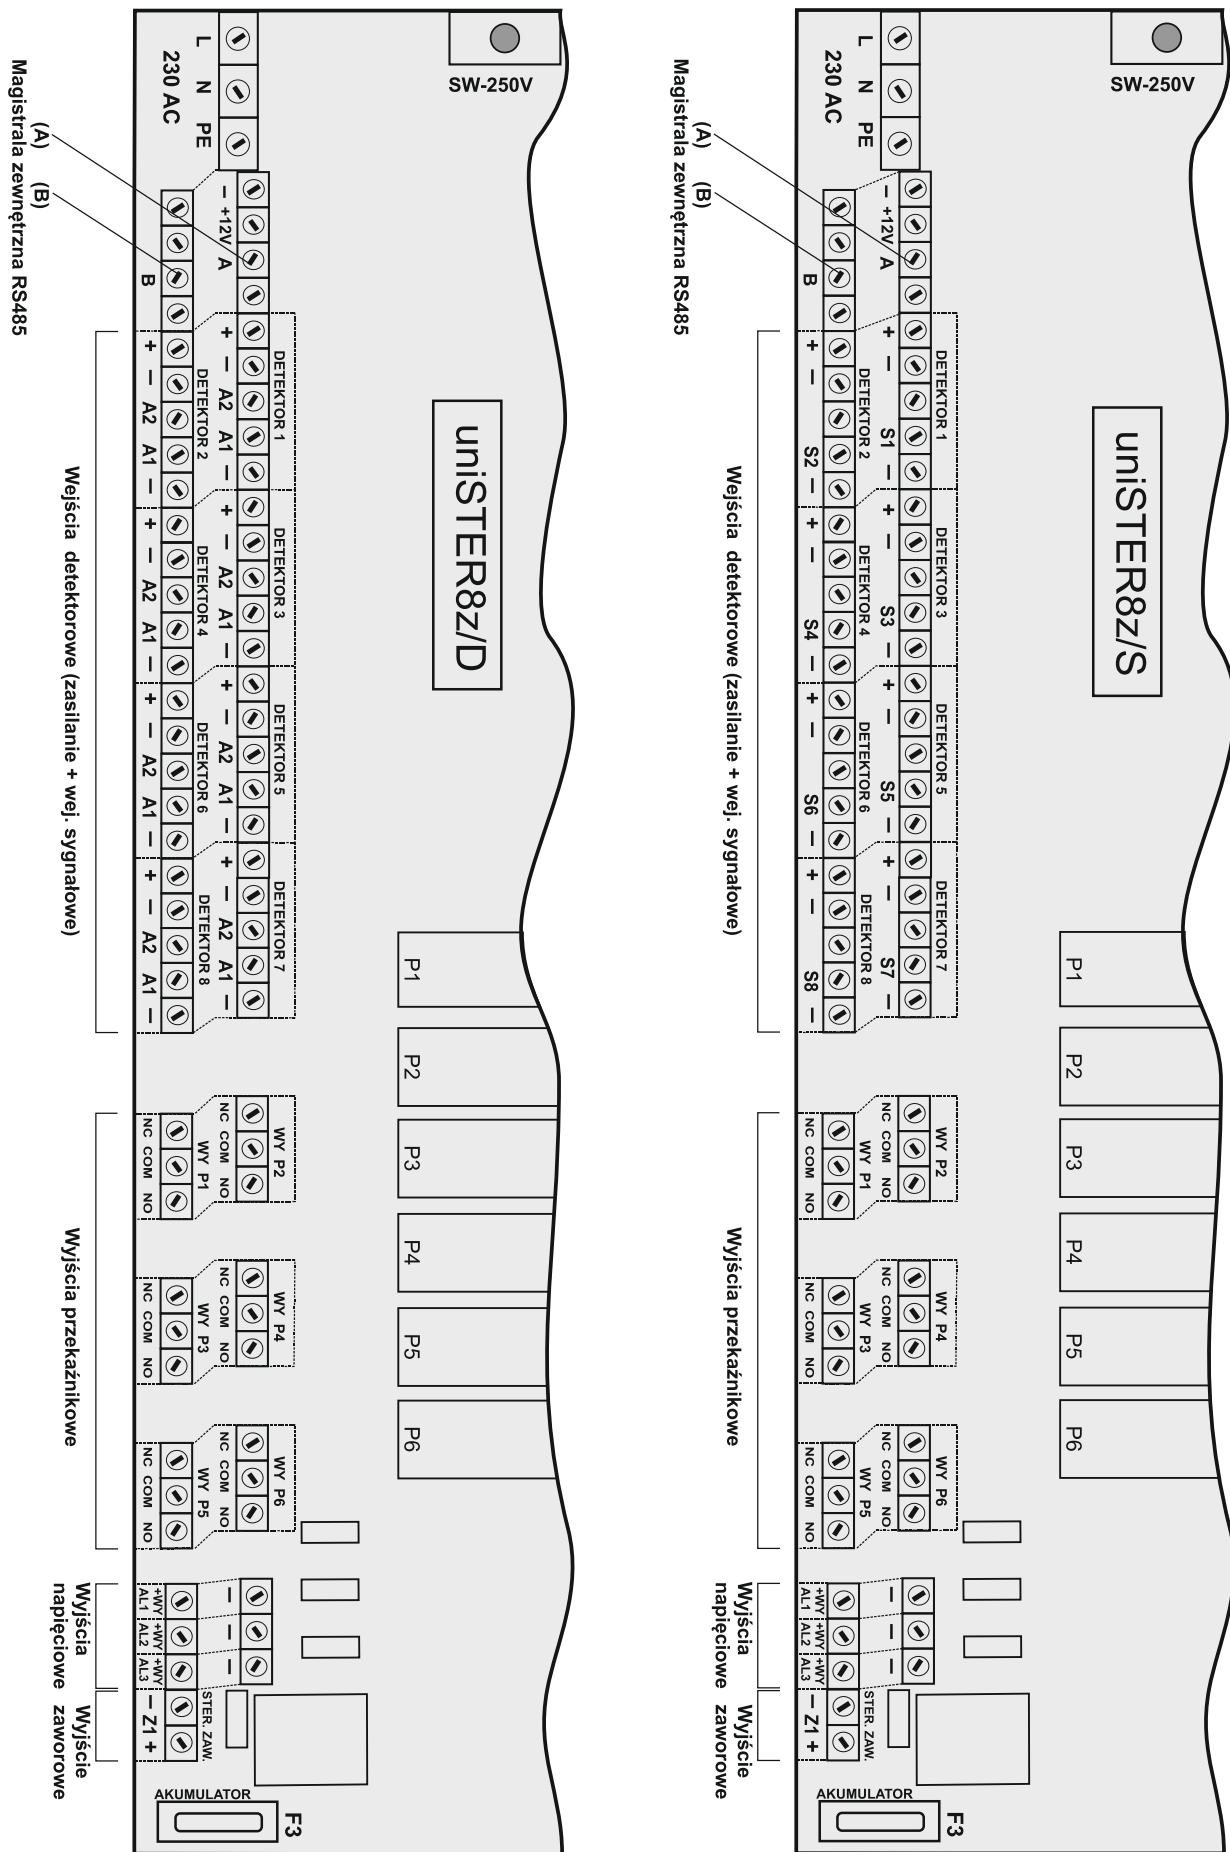 uniSTER8z/S
SW-250V
L N PE
230 AC
(A) (B)
Magistrala zewnętrzna RS485
− +12V A
B
DETEKTOR 1 DETEKTOR 3 DETEKTOR 5 DETEKTOR 7
+ − S1 − + − S3 − + − S5 − + − S7 −
DETEKTOR 2 DETEKTOR 4 DETEKTOR 6 DETEKTOR 8
+ − S2 − + − S4 − + − S6 − + − S8 −
Wejścia detektorowe (zasilanie + wej. sygnałowe)
P1 P2 P3 P4 P5 P6
WY P2 WY P4 WY P6
NC COM NO NC COM NO NC COM NO
WY P1 WY P3 WY P5
NC COM NO NC COM NO NC COM NO
Wyjścia przekaźnikowe
− − −
+WY +WY +WY
AL1 AL2 AL3
Wyjścia
napięciowe
STER. ZAW.
− Z1 +
Wyjście
zaworowe
AKUMULATOR
F3
uniSTER8z/D
SW-250V
L N PE
230 AC
(A) (B)
Magistrala zewnętrzna RS485
− +12V A
B
DETEKTOR 1 DETEKTOR 3 DETEKTOR 5 DETEKTOR 7
+ − A2 A1 − + − A2 A1 − + − A2 A1 − + − A2 A1 −
DETEKTOR 2 DETEKTOR 4 DETEKTOR 6 DETEKTOR 8
+ − A2 A1 − + − A2 A1 − + − A2 A1 − + − A2 A1 −
Wejścia detektorowe (zasilanie + wej. sygnałowe)
P1 P2 P3 P4 P5 P6
WY P2 WY P4 WY P6
NC COM NO NC COM NO NC COM NO
WY P1 WY P3 WY P5
NC COM NO NC COM NO NC COM NO
Wyjścia przekaźnikowe
− − −
+WY +WY +WY
AL1 AL2 AL3
Wyjścia
napięciowe
STER. ZAW.
− Z1 +
Wyjście
zaworowe
AKUMULATOR
F3